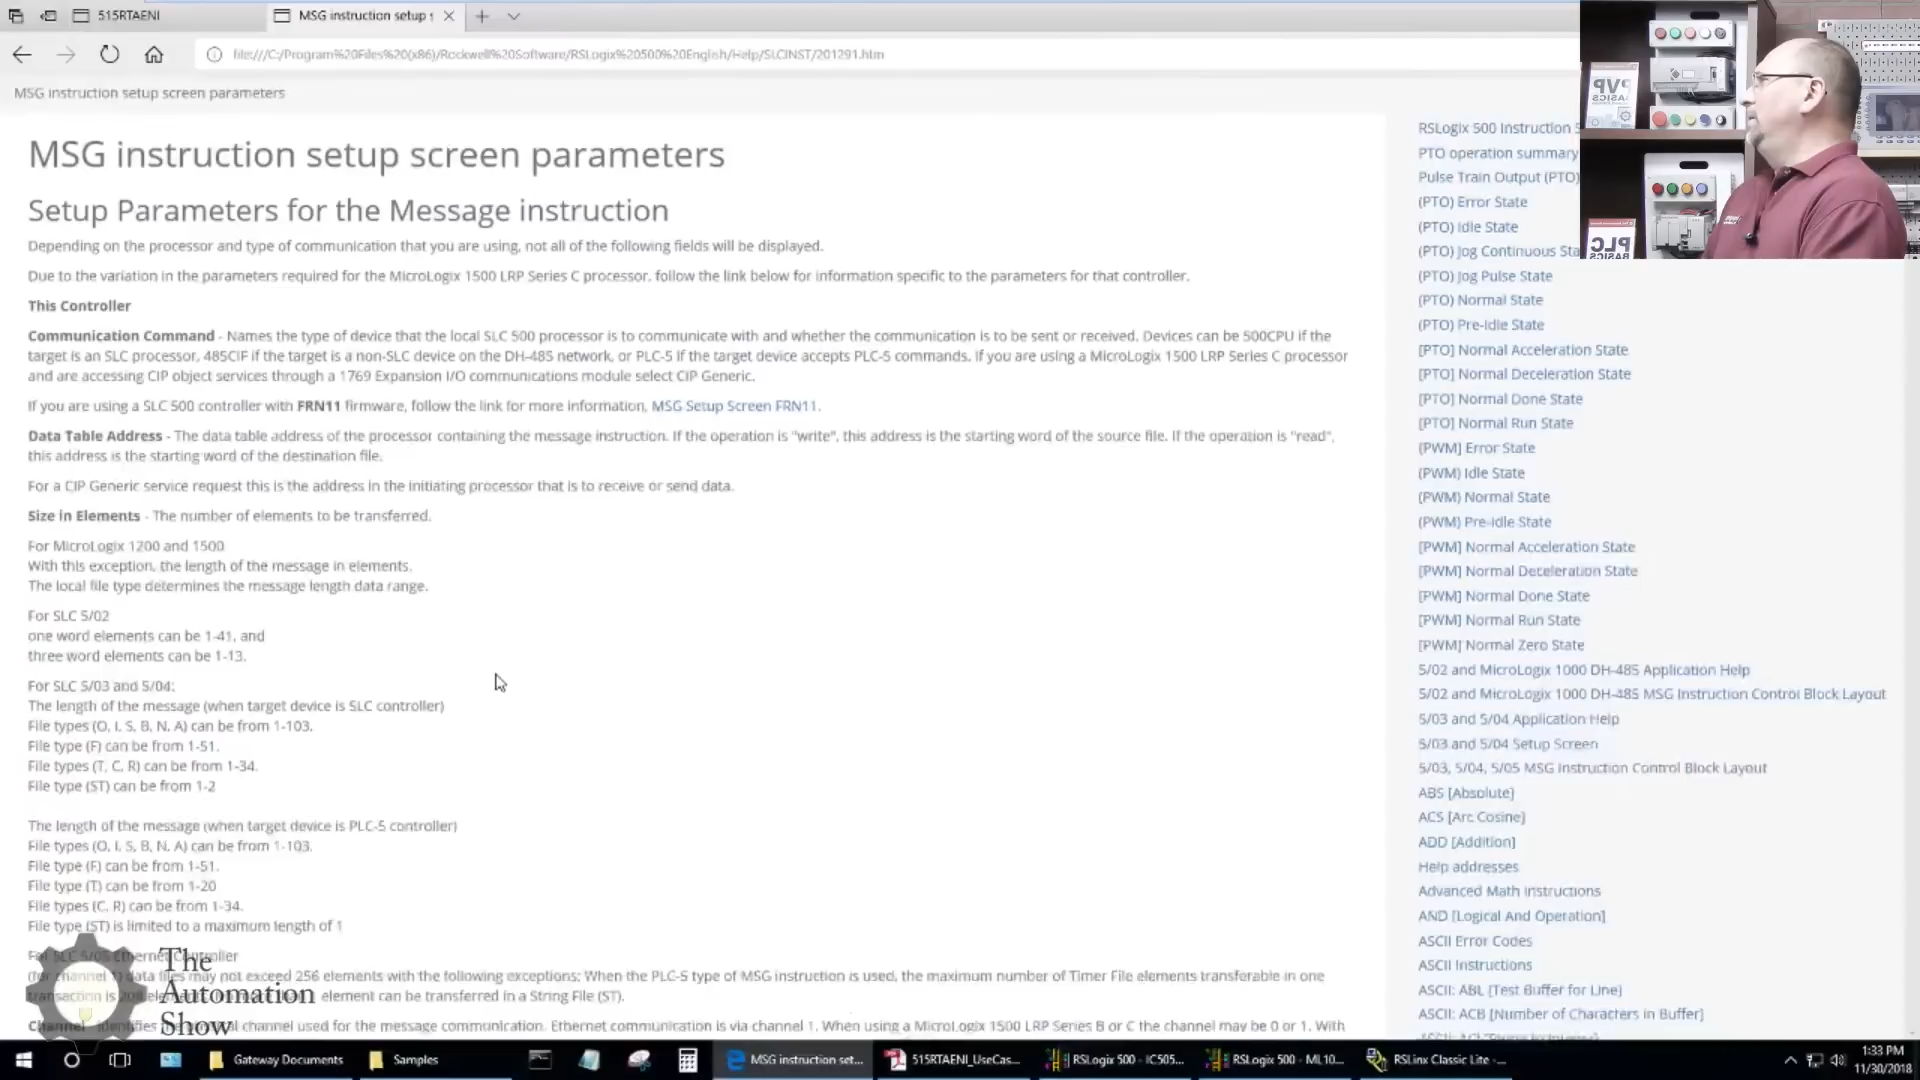 515RTAENI
MSG instruction setup s
file:///C:/Program%20Files%20(x86)/Rockwell%20Software/RSLogix%20500%20English/Help/SLCINST/201291.htm
MSG instruction setup screen parameters
MSG instruction setup screen parameters
Setup Parameters for the Message instruction
Depending on the processor and type of communication that you are using, not all of the following fields will be displayed.
Due to the variation in the parameters required for the MicroLogix 1500 LRP Series C processor, follow the link below for information specific to the parameters for that controller.
This Controller
Communication Command - Names the type of device that the local SLC 500 processor is to communicate with and whether the communication is to be sent or received. Devices can be 500CPU if the
target is an SLC processor, 485CIF if the target is a non-SLC device on the DH-485 network, or PLC-5 if the target device accepts PLC-5 commands. If you are using a MicroLogix 1500 LRP Series C processor
and are accessing CIP object services through a 1769 Expansion I/O communications module select CIP Generic.
If you are using a SLC 500 controller with FRN11 firmware, follow the link for more information, MSG Setup Screen FRN11.
Data Table Address - The data table address of the processor containing the message instruction. If the operation is "write", this address is the starting word of the source file. If the operation is "read",
this address is the starting word of the destination file.
For a CIP Generic service request this is the address in the initiating processor that is to receive or send data.
Size in Elements - The number of elements to be transferred.
For MicroLogix 1200 and 1500
With this exception, the length of the message in elements.
The local file type determines the message length data range.
For SLC 5/02
one word elements can be 1-41, and
three word elements can be 1-13.
For SLC 5/03 and 5/04:
The length of the message (when target device is SLC controller)
File types (O, I, S, B, N, A) can be from 1-103.
File type (F) can be from 1-51.
File types (T, C, R) can be from 1-34.
File type (ST) can be from 1-2
The length of the message (when target device is PLC-5 controller)
File types (O, I, S, B, N, A) can be from 1-103.
File type (F) can be from 1-51.
File type (T) can be from 1-20
File types (C, R) can be from 1-34.
File type (ST) is limited to a maximum length of 1
For SLC 5/05 Ethernet Controller
(for channel 1) data files may not exceed 256 elements with the following exceptions: When the PLC-5 type of MSG instruction is used, the maximum number of Timer File elements transferable in one
transaction is 208 element can be transferred in a String File (ST).
Channel - Identifies the channel used for the message communication. Ethernet communication is via channel 1. When using a MicroLogix 1500 LRP Series B or C the channel may be 0 or 1. With
RSLogix 500 Instruction S
PTO operation summary
Pulse Train Output (PTO)
(PTO) Error State
(PTO) Idle State
(PTO) Jog Continuous Sta
(PTO) Jog Pulse State
(PTO) Normal State
(PTO) Pre-Idle State
[PTO] Normal Acceleration State
[PTO] Normal Deceleration State
[PTO] Normal Done State
[PTO] Normal Run State
(PWM] Error State
(PWM) Idle State
(PWM) Normal State
(PWM) Pre-idle State
[PWM] Normal Acceleration State
[PWM] Normal Deceleration State
[PWM] Normal Done State
[PWM] Normal Run State
[PWM] Normal Zero State
5/02 and MicroLogix 1000 DH-485 Application Help
5/02 and MicroLogix 1000 DH-485 MSG Instruction Control Block Layout
5/03 and 5/04 Application Help
5/03 and 5/04 Setup Screen
5/03, 5/04, 5/05 MSG Instruction Control Block Layout
ABS [Absolute]
ACS [Arc Cosine]
ADD [Addition]
Help addresses
Advanced Math Instructions
AND [Logical And Operation]
ASCII Error Codes
ASCII Instructions
ASCII: ABL [Test Buffer for Line)
ASCII: ACB [Number of Characters in Buffer]
PVP
BASICS
PLC
BASICS
The
Automation
Show
Gateway Documents
Samples
MSG instruction set...
515RTAENI_UseCas...
RSLogix 500 - IC505...
RSLogix 500 - ML10...
RSLinx Classic Lite -...
1:33 PM
11/30/2018